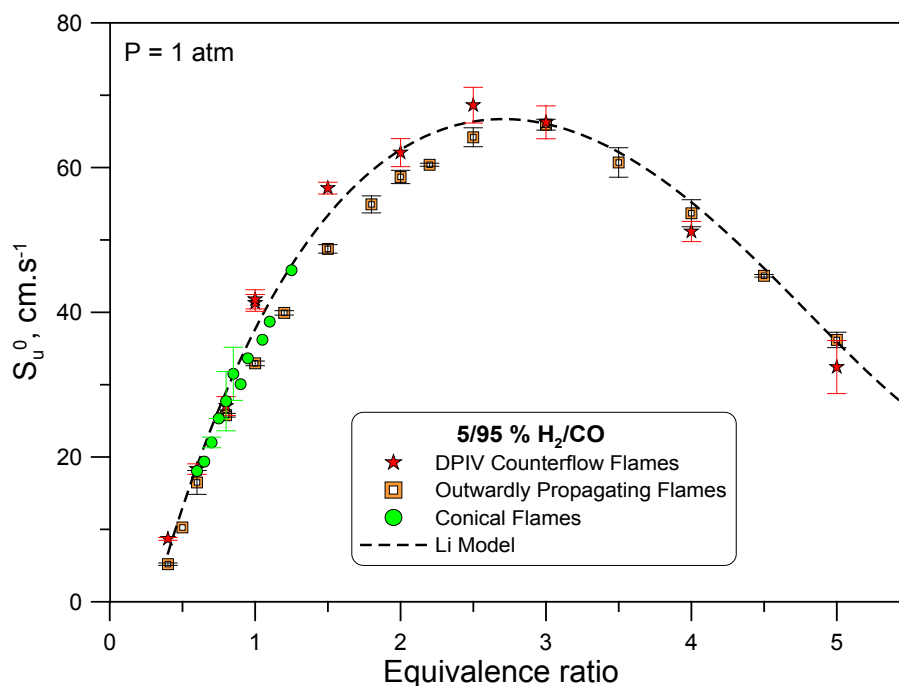 80
P = 1 atm
60
40
20
0
S_u^0, cm.s^-1
5/95 % H_2/CO
DPIV Counterflow Flames
Outwardly Propagating Flames
Conical Flames
Li Model
0 1 2 3 4 5
Equivalence ratio